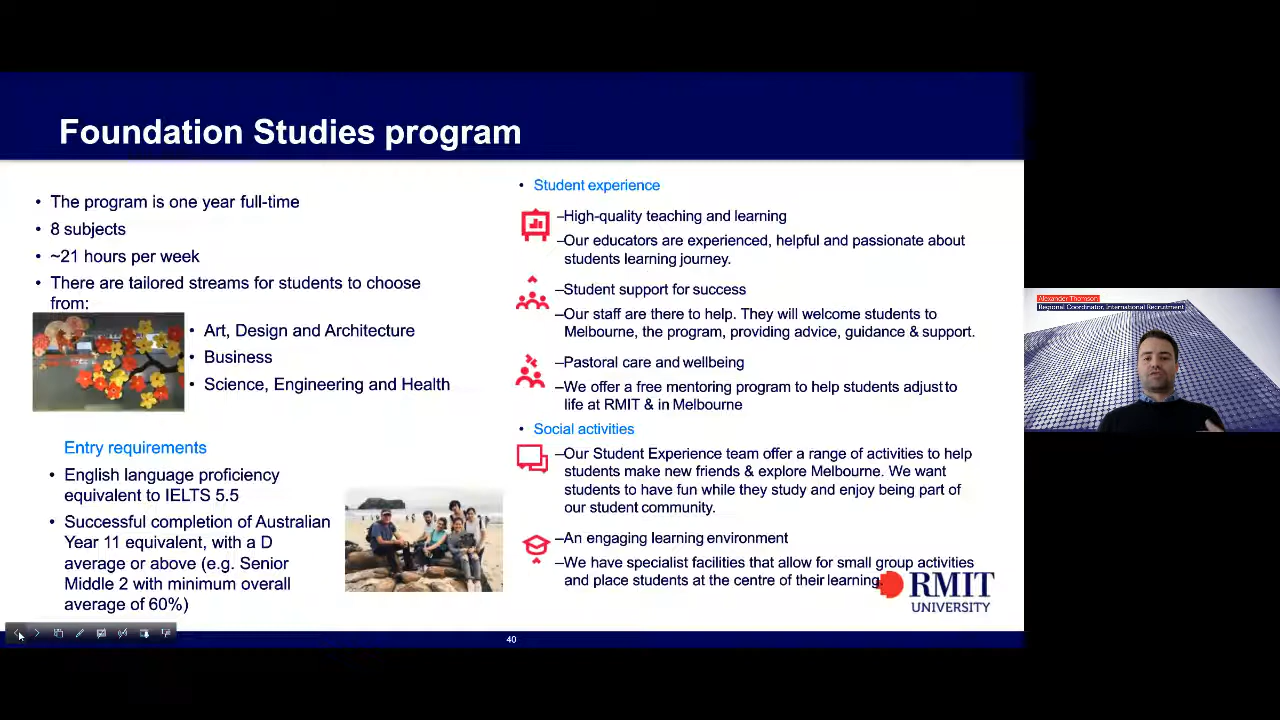 Foundation Studies program
• The program is one year full-time
• 8 subjects
• ~21 hours per week
• There are tailored streams for students to choose
from:
• Art, Design and Architecture
• Business
• Science, Engineering and Health
Entry requirements
• English language proficiency
equivalent to IELTS 5.5
• Successful completion of Australian
Year 11 equivalent, with a D
average or above (e.g. Senior
Middle 2 with minimum overall
average of 60%)
• Student experience
–High-quality teaching and learning
–Our educators are experienced, helpful and passionate about
students learning journey.
–Student support for success
–Our staff are there to help. They will welcome students to
Melbourne, the program, providing advice, guidance & support.
–Pastoral care and wellbeing
–We offer a free mentoring program to help students adjust to
life at RMIT & in Melbourne
• Social activities
–Our Student Experience team offer a range of activities to help
students make new friends & explore Melbourne. We want
students to have fun while they study and enjoy being part of
our student community.
–An engaging learning environment
–We have specialist facilities that allow for small group activities
and place students at the centre of their learning.
RMIT
UNIVERSITY
40
Alexander Thomson
Regional Coordinator, International Recruitment